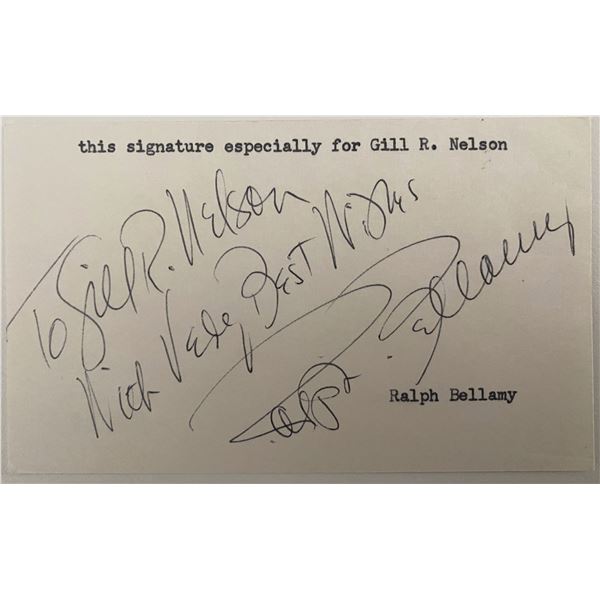 this signature especially for Gill R. Nelson
To Gill R. Nelson
With Very Best Wishes
Ralph Bellamy
Ralph Bellamy